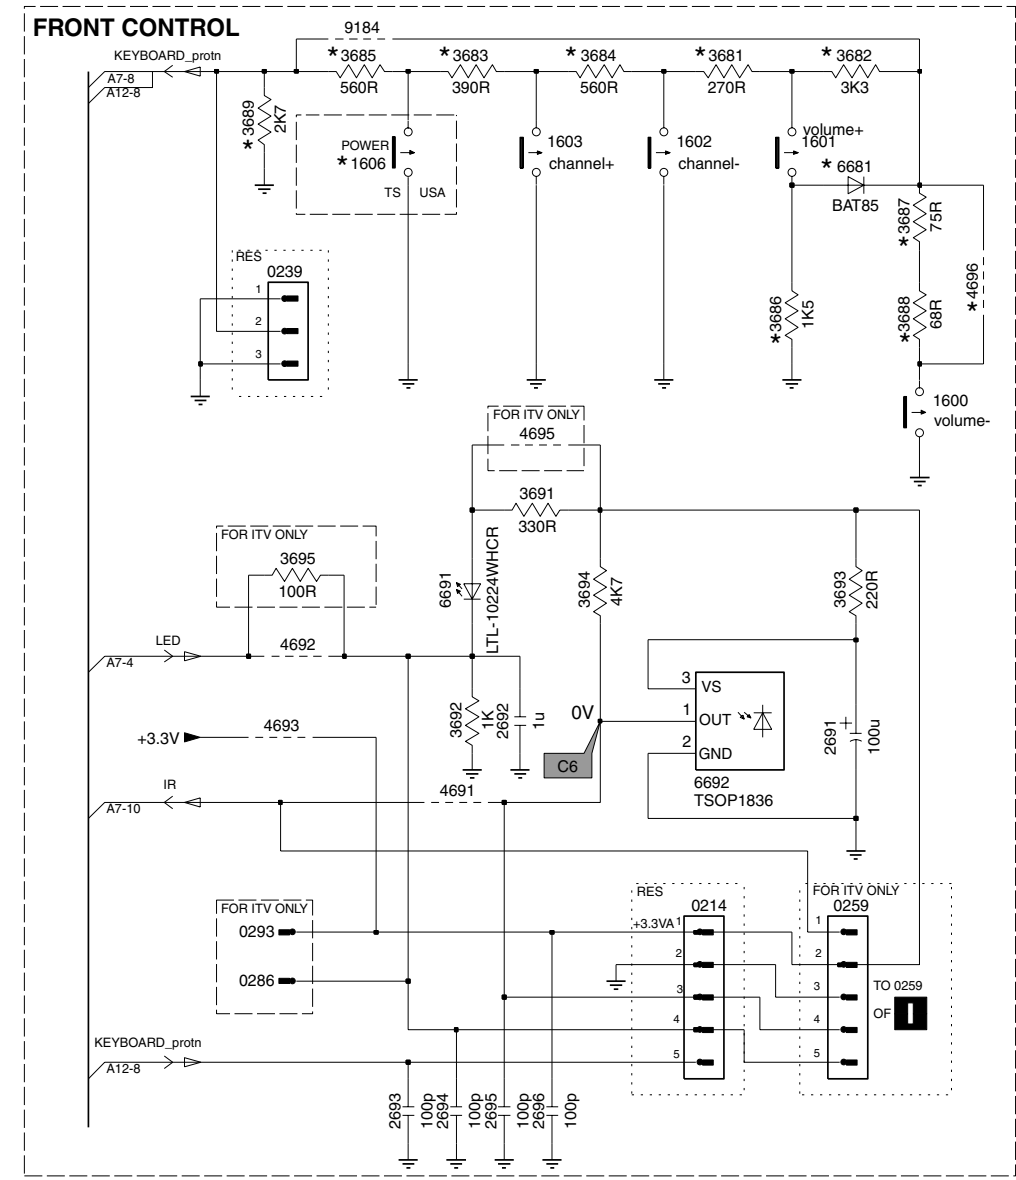 FRONT CONTROL
9184
KEYBOARD_protn
A7-8
A12-8
* 3685
560R
* 3683
390R
* 3684
560R
* 3681
270R
* 3682
3K3
* 3689
2K7
POWER
* 1606
TS USA
1603
channel+
1602
channel-
volume+
1601
* 6681
BAT85
* 3687
75R
* 4696
* 3686
1K5
* 3688
68R
1600
volume-
RES
0239
1
2
3
FOR ITV ONLY
4695
3691
330R
FOR ITV ONLY
3695
100R
6691
LTL-10224WHCR
3694
4K7
3693
220R
LED
A7-4
4692
3692
1K
2692
1u
+3.3V
4693
0V
C6
3
VS
1
OUT
2
GND
6692
TSOP1836
2691
+
100u
IR
A7-10
4691
FOR ITV ONLY
0293
0286
RES
0214
+3.3VA
1
2
3
4
5
FOR ITV ONLY
0259
1
2
3
4
5
TO 0259
OF I
KEYBOARD_protn
A12-8
2693
100p
2694
100p
2695
100p
2696
100p